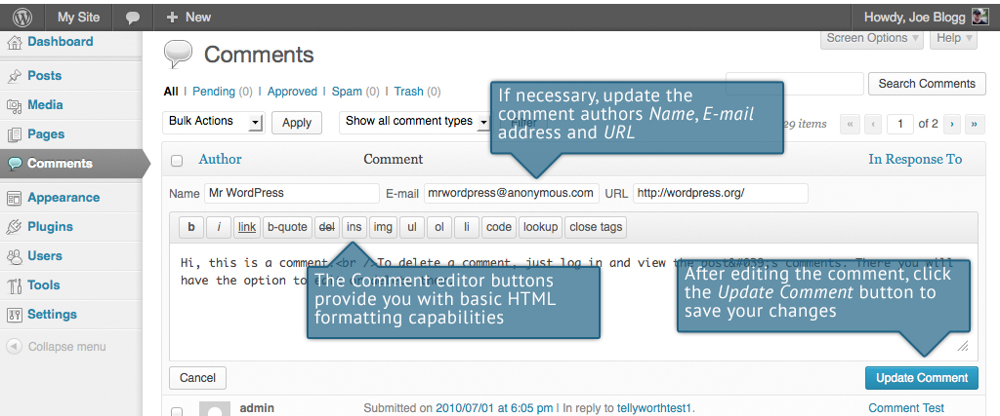 My Site
New
Howdy, Joe Blogg
Dashboard
Posts
Media
Pages
Comments
Appearance
Plugins
Users
Tools
Settings
Collapse menu
Screen Options
Help
Comments
All | Pending (0) | Approved | Spam (0) | Trash (0)
Search Comments
Bulk Actions
Apply
Show all comment types
Filter
29 items « ‹ 1 of 2 › »
If necessary, update the
comment authors Name, E-mail
address and URL
Author Comment In Response To
Name Mr WordPress E-mail mrwordpress@anonymous.com URL http://wordpress.org/
b i link b-quote del ins img ul ol li code lookup close tags
Hi, this is a comment.<br />To delete a comment, just log in and view the post&#039;s comments. There you will
have the option to
The Comment editor buttons
provide you with basic HTML
formatting capabilities
After editing the comment, click
the Update Comment button to
save your changes
Cancel
Update Comment
admin
Submitted on 2010/07/01 at 6:05 pm | In reply to tellyworthtest1.
Comment Test